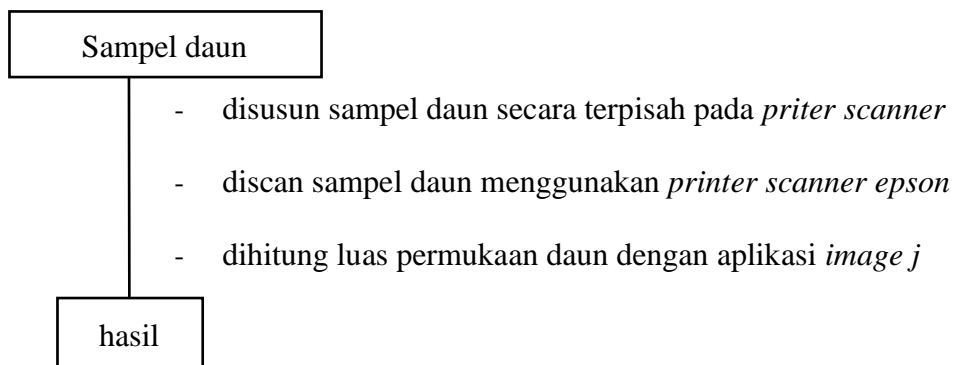 Sampel daun
- disusun sampel daun secara terpisah pada priter scanner
- discan sampel daun menggunakan printer scanner epson
- dihitung luas permukaan daun dengan aplikasi image j
hasil